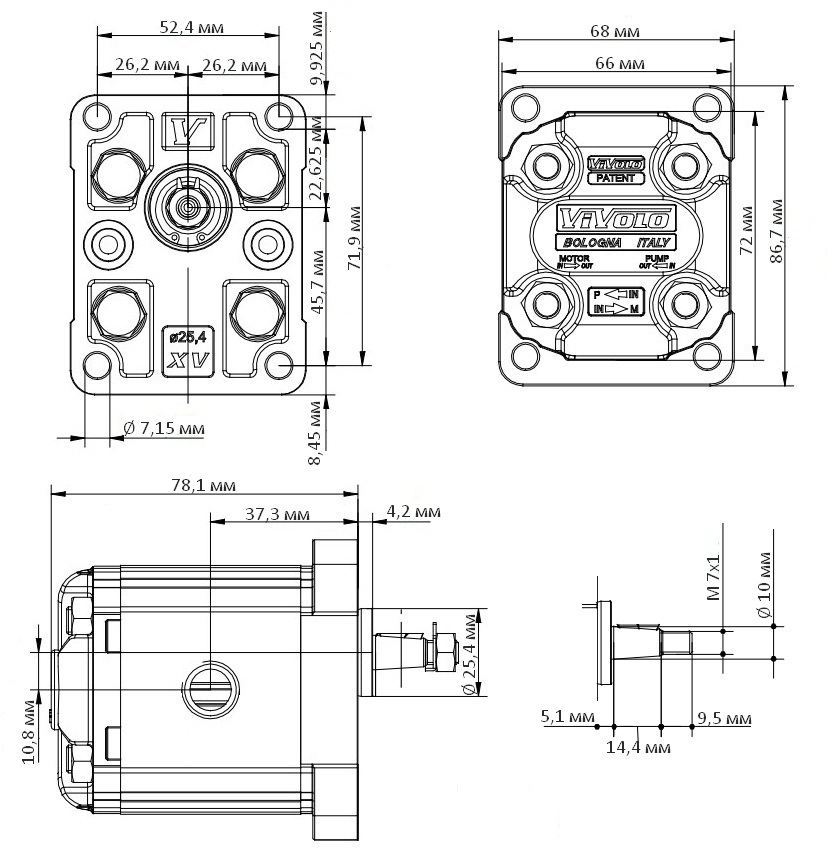 52,4 мм
26,2 мм
26,2 мм
9,925 мм
22,625 мм
71,9 мм
45,7 мм
8,45 мм
Ø 7,15 мм
V
ø25,4
XV
68 мм
66 мм
72 мм
86,7 мм
ViVOLO
PATENT
ViVOLO
BOLOGNA ITALY
MOTOR PUMP
IN OUT OUT IN
P IN
IN M
78,1 мм
37,3 мм
4,2 мм
10,8 мм
Ø 25,4 мм
M 7x1
Ø 10 мм
5,1 мм
9,5 мм
14,4 мм